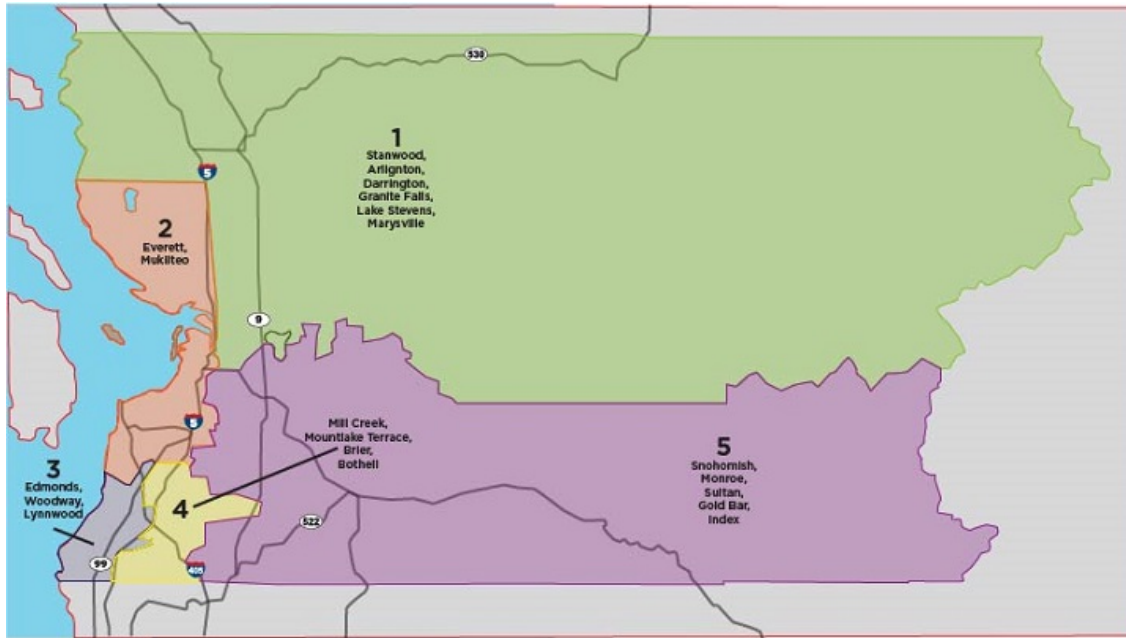 530
1
Stanwood,
Arlignton,
Darrington,
Granite Falls,
Lake Stevens,
Marysville
5
2
Everett,
Mukilteo
9
5
Mill Creek,
Mountlake Terrace,
Brier,
Bothell
5
Snohomish,
Monroe,
Sultan,
Gold Bar,
Index
3
Edmonds,
Woodway,
Lynnwood
4
522
99
405